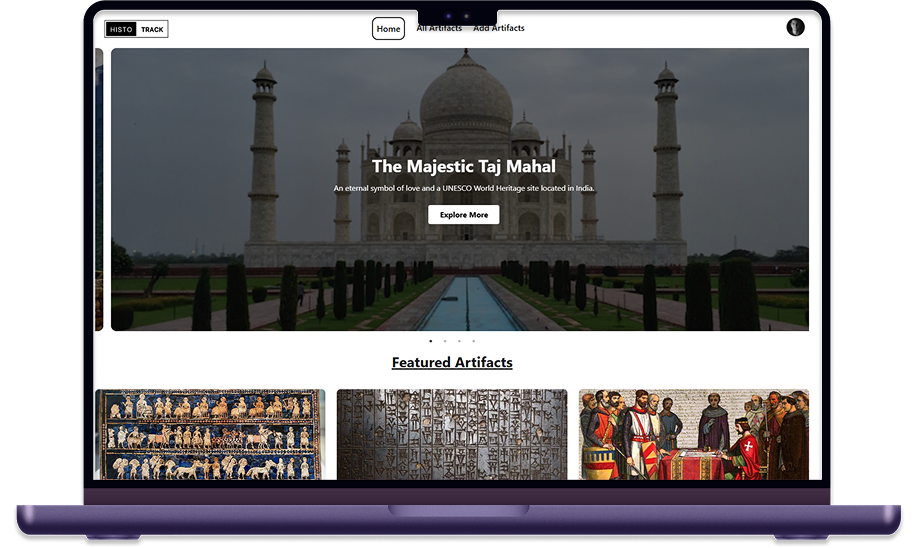 HISTO TRACK
Home All Artifacts Add Artifacts
The Majestic Taj Mahal
An eternal symbol of love and a UNESCO World Heritage site located in India.
Explore More
Featured Artifacts